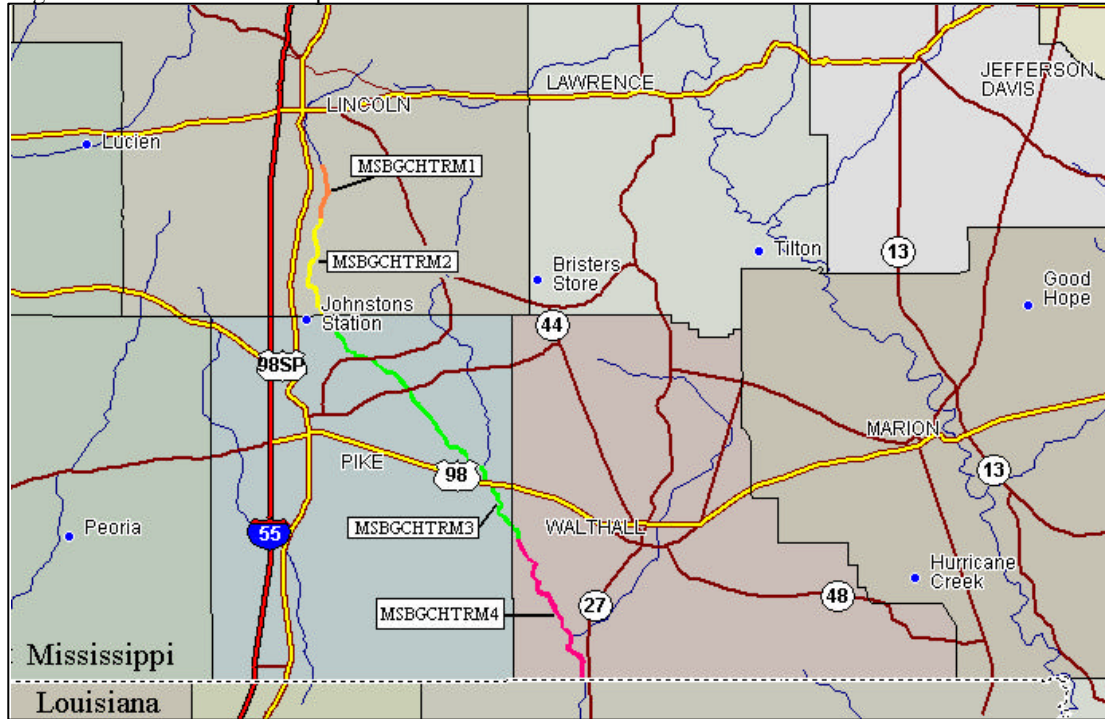 JEFFERSON
DAVIS
LAWRENCE
LINCOLN
Lucien
MSBGCHTRM1
MSBGCHTRM2
Tilton
13
Bristers
Store
Good
Hope
Johnstons
Station
44
98SP
MARION
PIKE
98
13
MSBGCHTRM3
WALTHALL
Peoria
55
Hurricane
Creek
27
48
MSBGCHTRM4
Mississippi
Louisiana